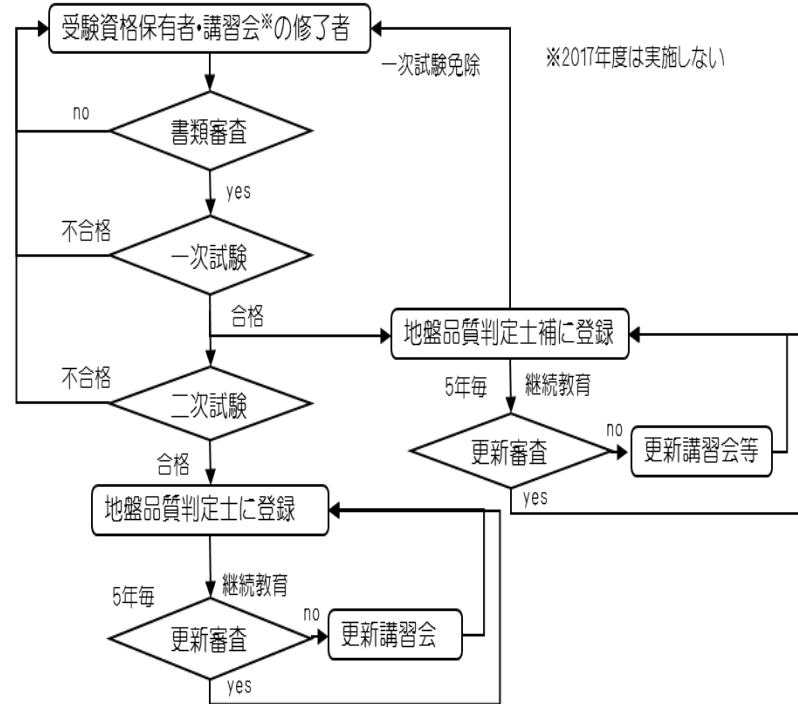 受験資格保有者・講習会※の修了者
一次試験免除
※2017年度は実施しない
no
書類審査
yes
不合格
一次試験
合格
地盤品質判定士補に登録
不合格
二次試験
5年毎
継続教育
更新審査
no
更新講習会等
yes
合格
地盤品質判定士に登録
5年毎
継続教育
更新審査
no
更新講習会
yes